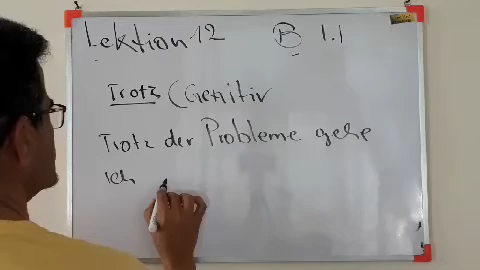 Lektion 12 B 1.1
Trotz (Genitiv
Trotz der Probleme gehe
ich